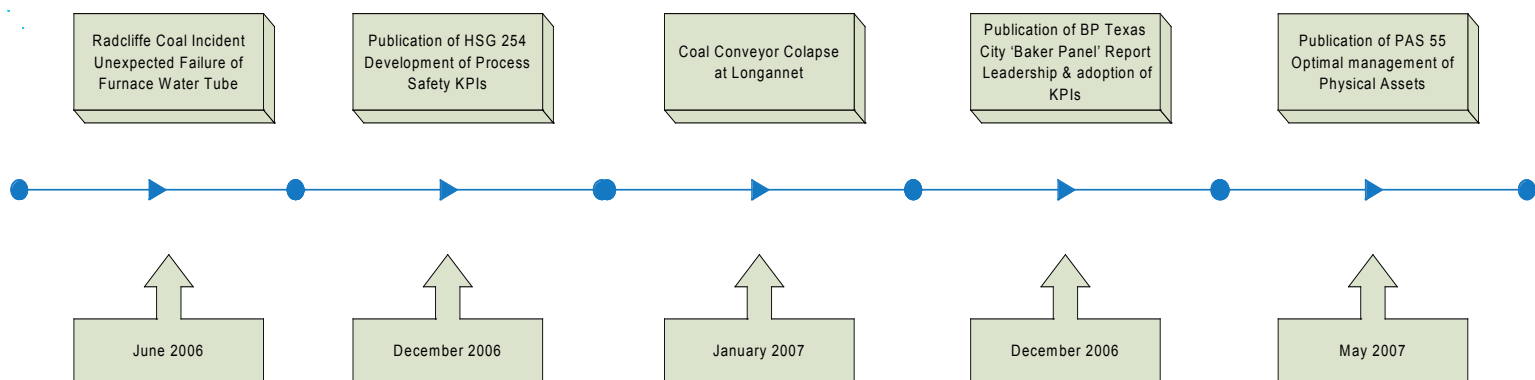 Radcliffe Coal Incident
Unexpected Failure of
Furnace Water Tube
Publication of HSG 254
Development of Process
Safety KPIs
Coal Conveyor Colapse
at Longannet
Publication of BP Texas
City ‘Baker Panel’ Report
Leadership & adoption of
KPIs
Publication of PAS 55
Optimal management of
Physical Assets
June 2006
December 2006
January 2007
December 2006
May 2007